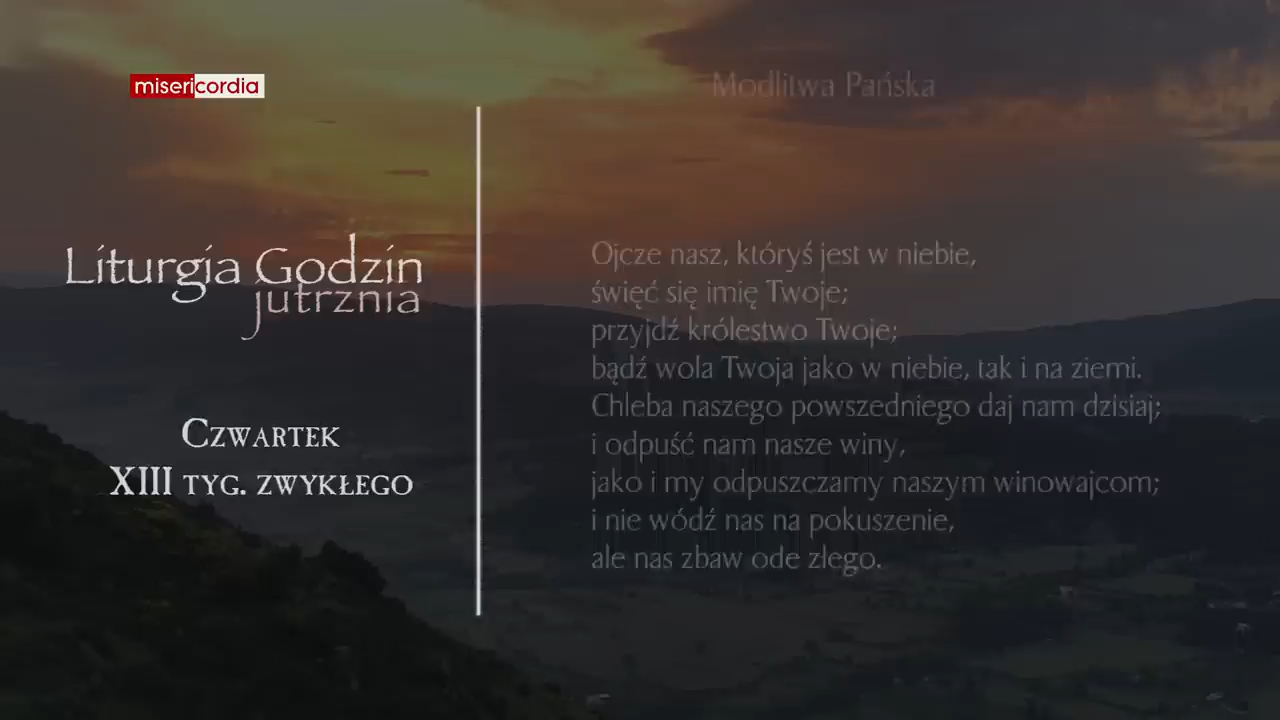 misericordia
Liturgia Godzin
jutrznia
Czwartek
XIII tyg. zwykłego
Modlitwa Pańska
Ojcze nasz, któryś jest w niebie,
święć się imię Twoje;
przyjdź królestwo Twoje;
bądź wola Twoja jako w niebie, tak i na ziemi.
Chleba naszego powszedniego daj nam dzisiaj;
i odpuść nam nasze winy,
jako i my odpuszczamy naszym winowajcom;
i nie wódź nas na pokuszenie,
ale nas zbaw ode złego.